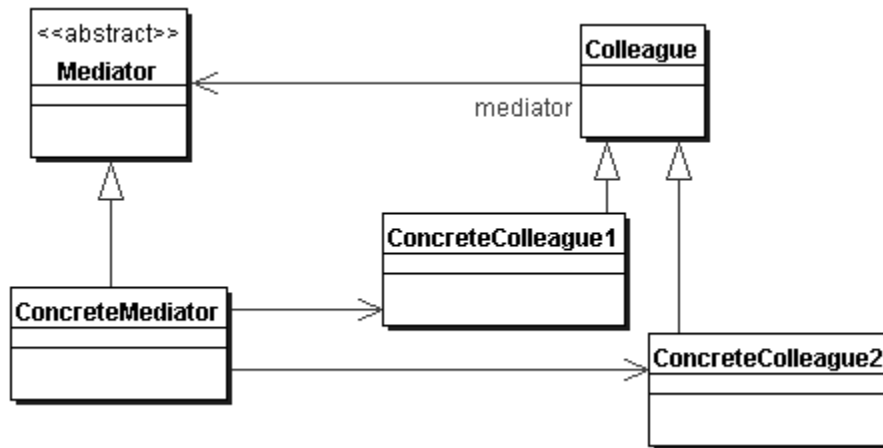 <<abstract>>
Mediator
Colleague
mediator
ConcreteColleague1
ConcreteMediator
ConcreteColleague2